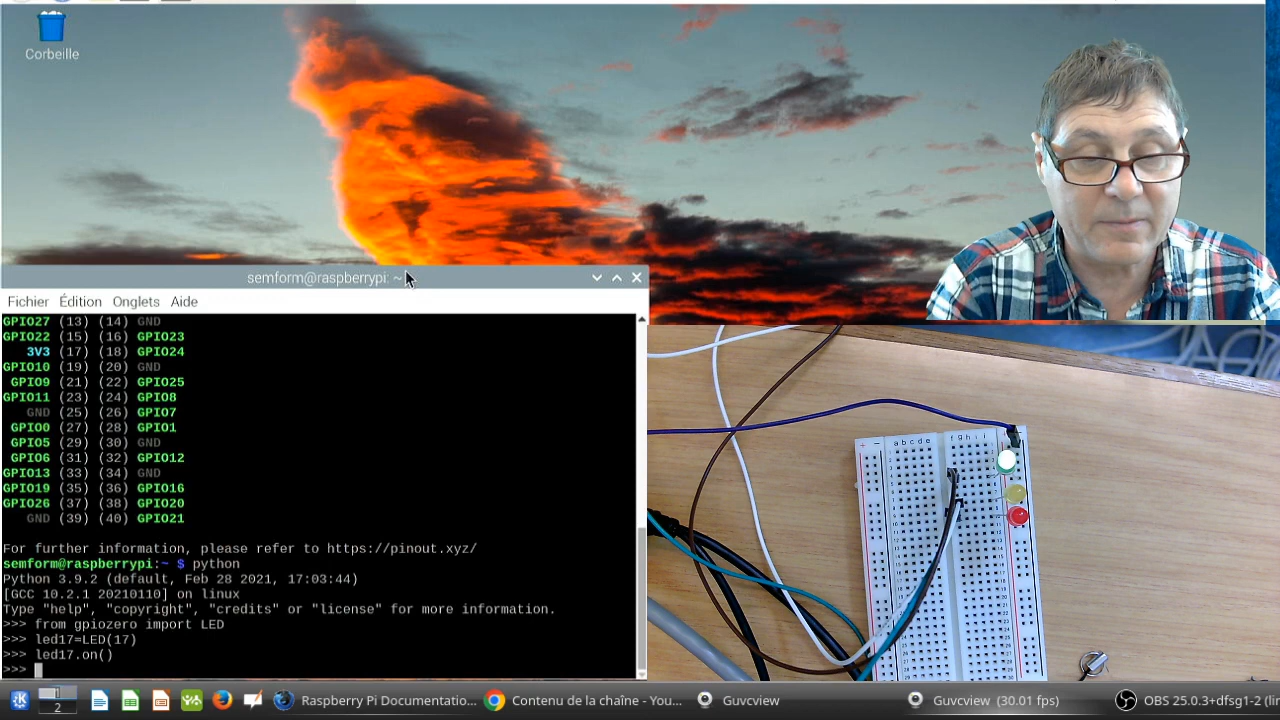 Corbeille
semform@raspberrypi: ~
Fichier Édition Onglets Aide
GPIO27 (13) (14) GND
GPIO22 (15) (16) GPIO23
3V3 (17) (18) GPIO24
GPIO10 (19) (20) GND
GPIO9 (21) (22) GPIO25
GPIO11 (23) (24) GPIO8
GND (25) (26) GPIO7
GPIO0 (27) (28) GPIO1
GPIO5 (29) (30) GND
GPIO6 (31) (32) GPIO12
GPIO13 (33) (34) GND
GPIO19 (35) (36) GPIO16
GPIO26 (37) (38) GPIO20
GND (39) (40) GPIO21
For further information, please refer to https://pinout.xyz/
semform@raspberrypi:~ $ python
Python 3.9.2 (default, Feb 28 2021, 17:03:44)
[GCC 10.2.1 20210110] on linux
Type "help", "copyright", "credits" or "license" for more information.
>>> from gpiozero import LED
>>> led17=LED(17)
>>> led17.on()
>>>
a b c d e f g h i j
2 Raspberry Pi Documentatio... Contenu de la chaîne - You... Guvcview Guvcview (30.01 fps) OBS 25.0.3+dfsg1-2 (li